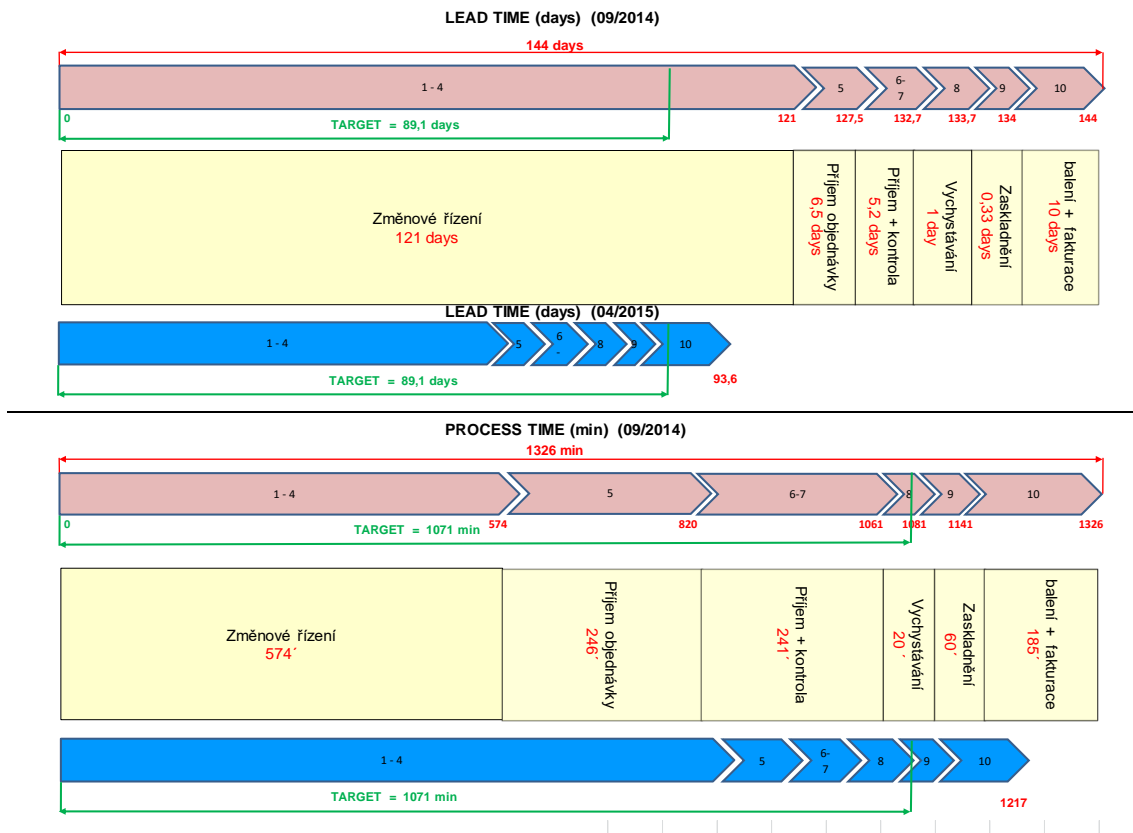 LEAD TIME (days) (09/2014)
144 days
1 - 4
5
6-
7
8
9
10
0
TARGET = 89,1 days
121
127,5
132,7
133,7
134
144
Změnové řízení
121 days
Příjem objednávky
6,5 days
Příjem + kontrola
5,2 days
Vychystávání
1 day
Zaskladnění
0,33 days
balení + fakturace
10 days
LEAD TIME (days) (04/2015)
1 - 4
5
6
-
8
9
10
TARGET = 89,1 days
93,6
PROCESS TIME (min) (09/2014)
1326 min
1 - 4
5
6-7
8
9
10
0
TARGET = 1071 min
574
820
1061
1081
1141
1326
Změnové řízení
574´
Příjem objednávky
246´
Příjem + kontrola
241´
Vychystávání
20 ´
Zaskladnění
60´
balení + fakturace
185´
1 - 4
5
6-
7
8
9
10
TARGET = 1071 min
1217